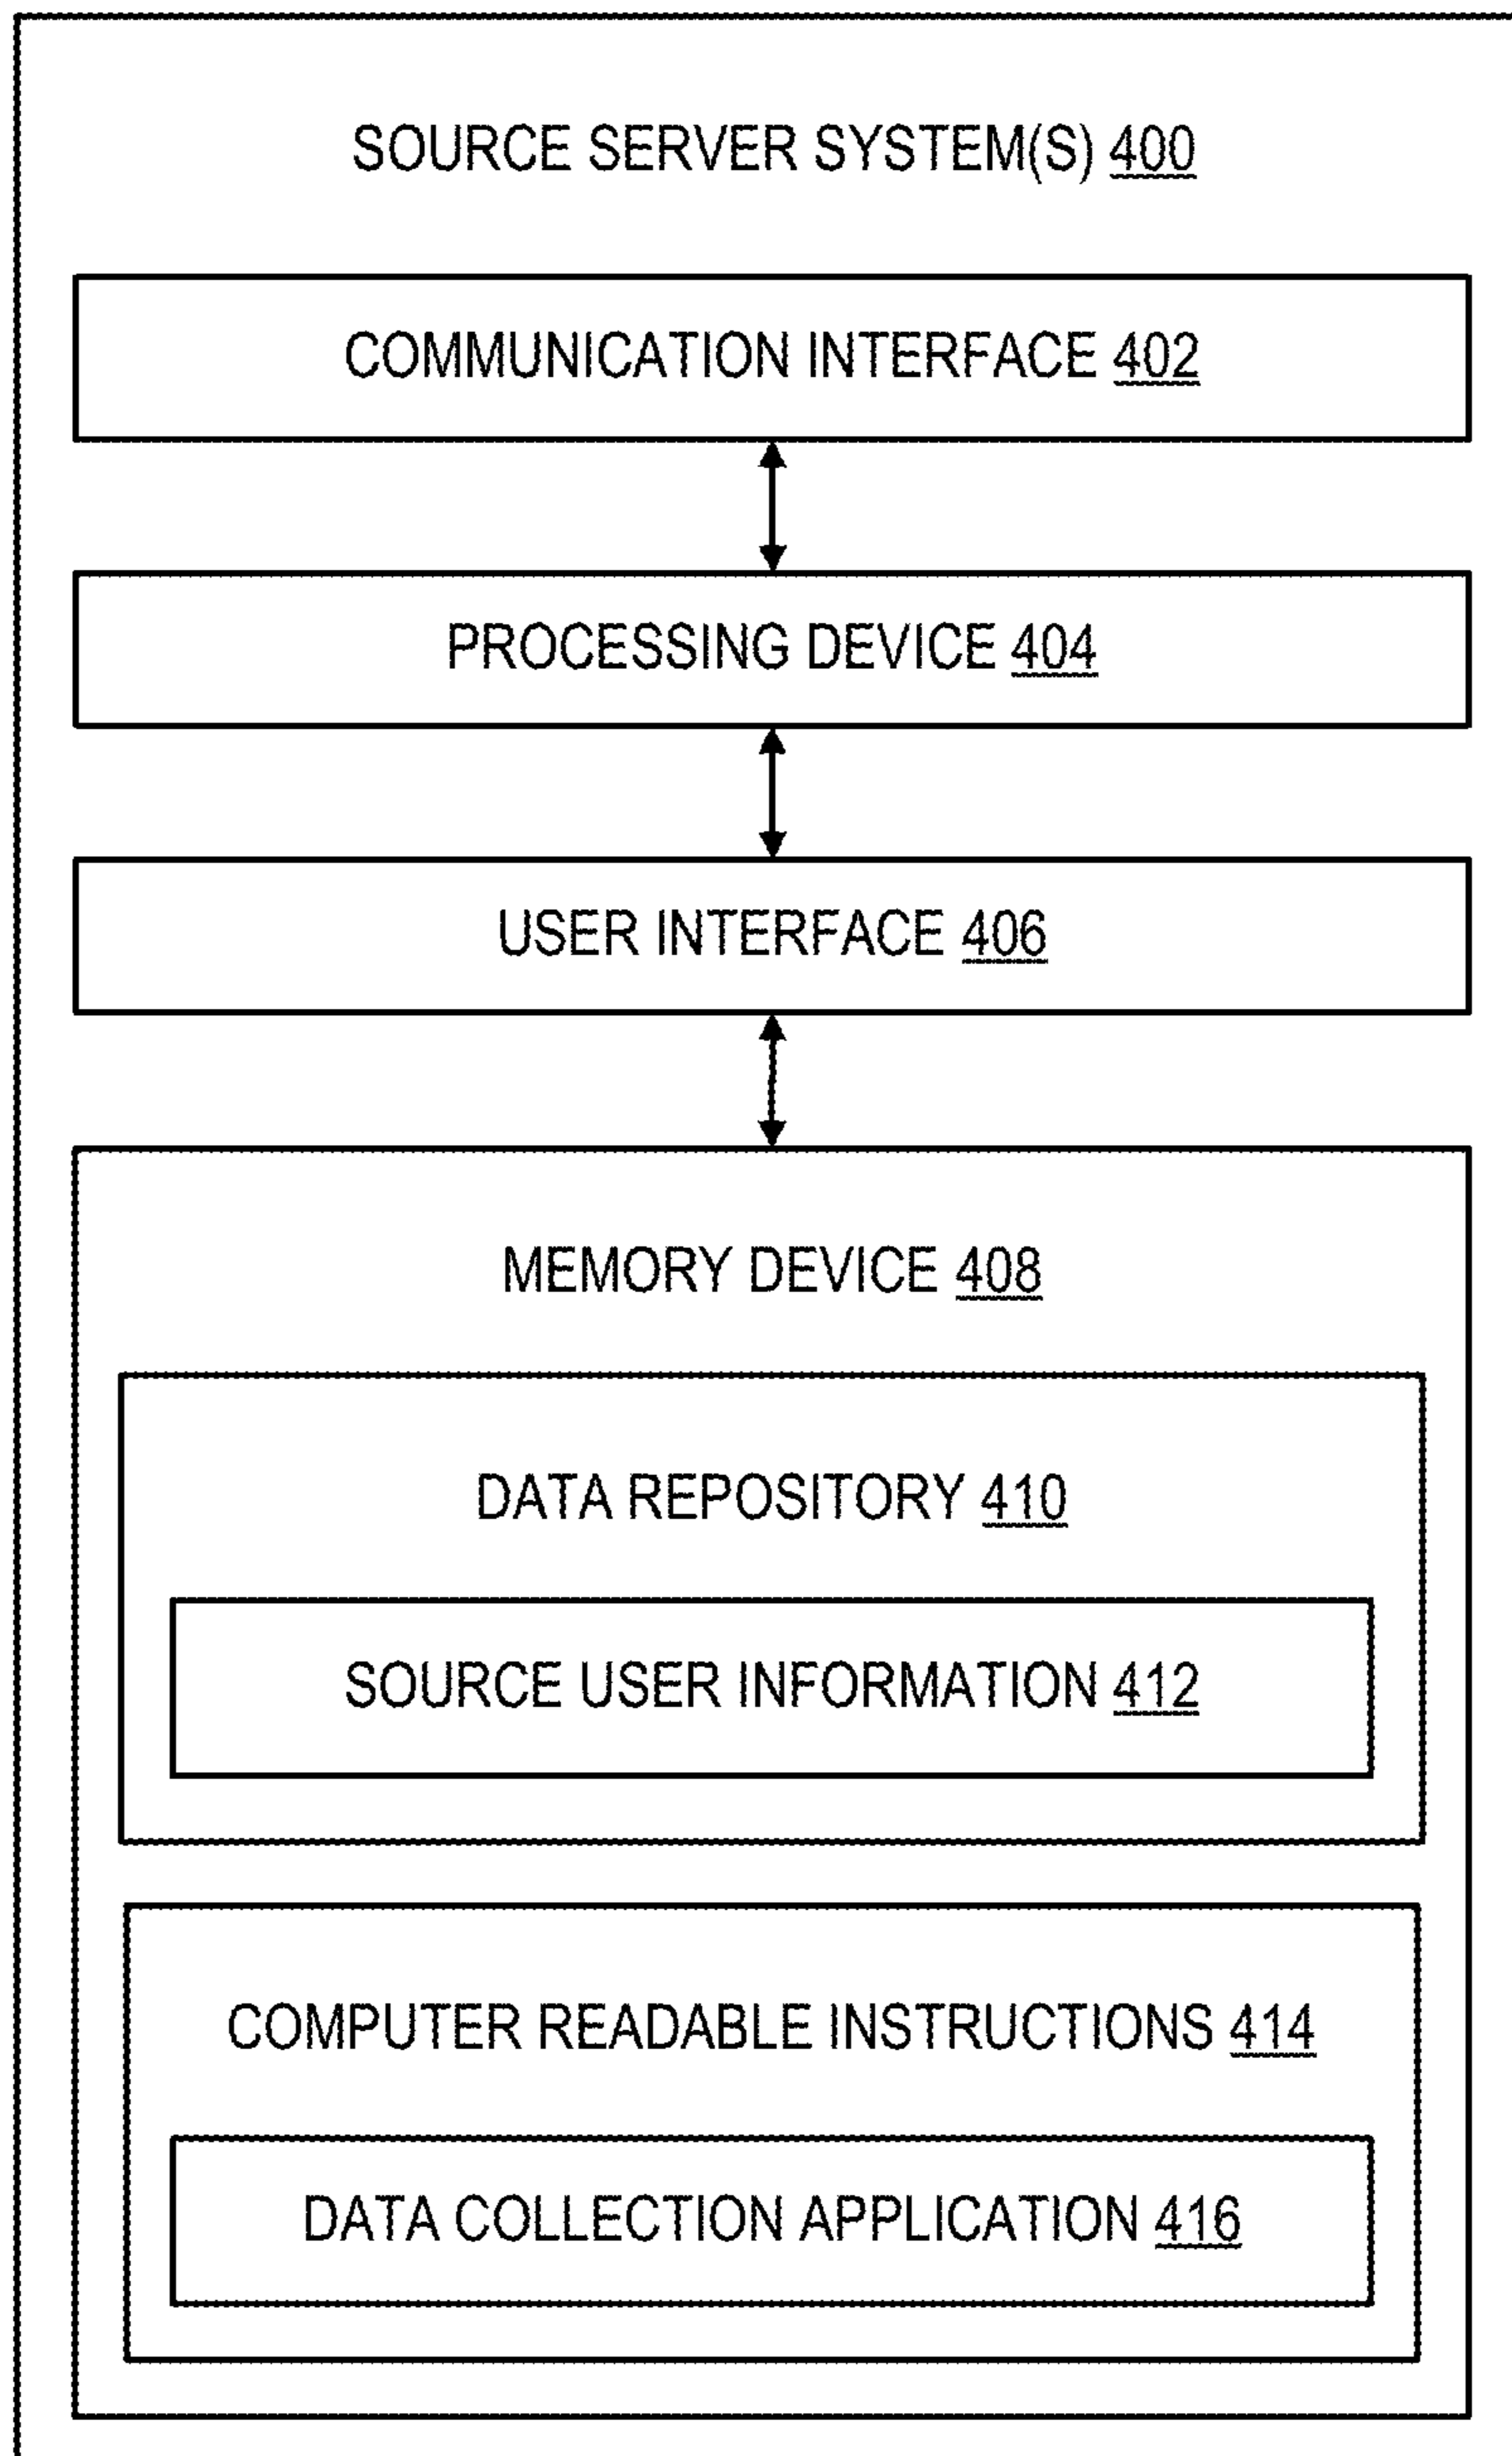 SOURCE SERVER SYSTEM(S) 400
COMMUNICATION INTERFACE 402
PROCESSING DEVICE 404
USER INTERFACE 406
MEMORY DEVICE 408
DATA REPOSITORY 410
SOURCE USER INFORMATION 412
COMPUTER READABLE INSTRUCTIONS 414
DATA COLLECTION APPLICATION 416